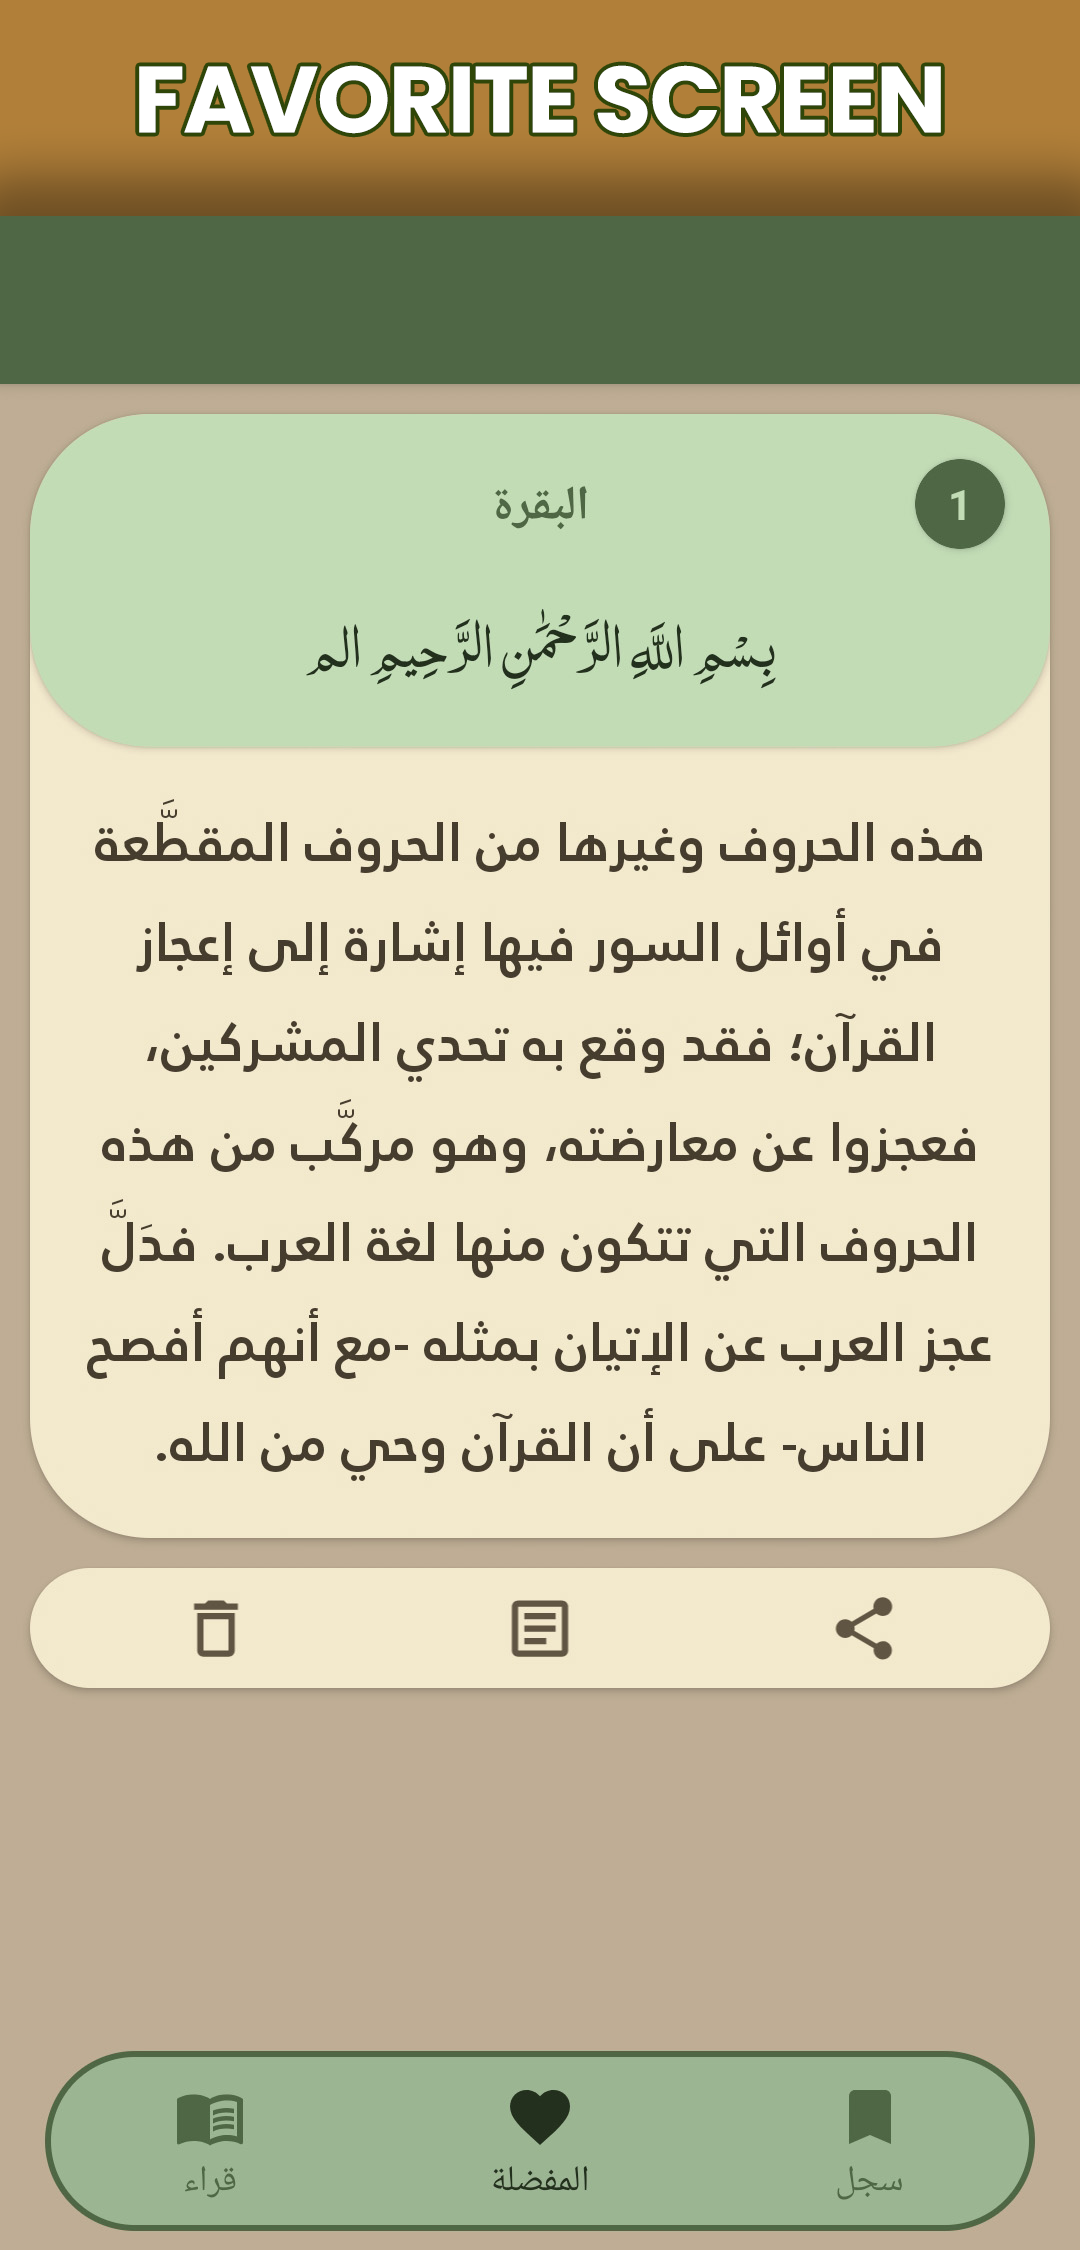 FAVORITE SCREEN
البقرة
1
بِسْمِ اللَّهِ الرَّحْمَٰنِ الرَّحِيمِ الم
هذه الحروف وغيرها من الحروف المقطَّعة
في أوائل السور فيها إشارة إلى إعجاز
القرآن؛ فقد وقع به تحدي المشركين،
فعجزوا عن معارضته، وهو مركَّب من هذه
الحروف التي تتكون منها لغة العرب. فدَلَّ
عجز العرب عن الإتيان بمثله -مع أنهم أفصح
الناس- على أن القرآن وحي من الله.
سجل
المفضلة
قراء